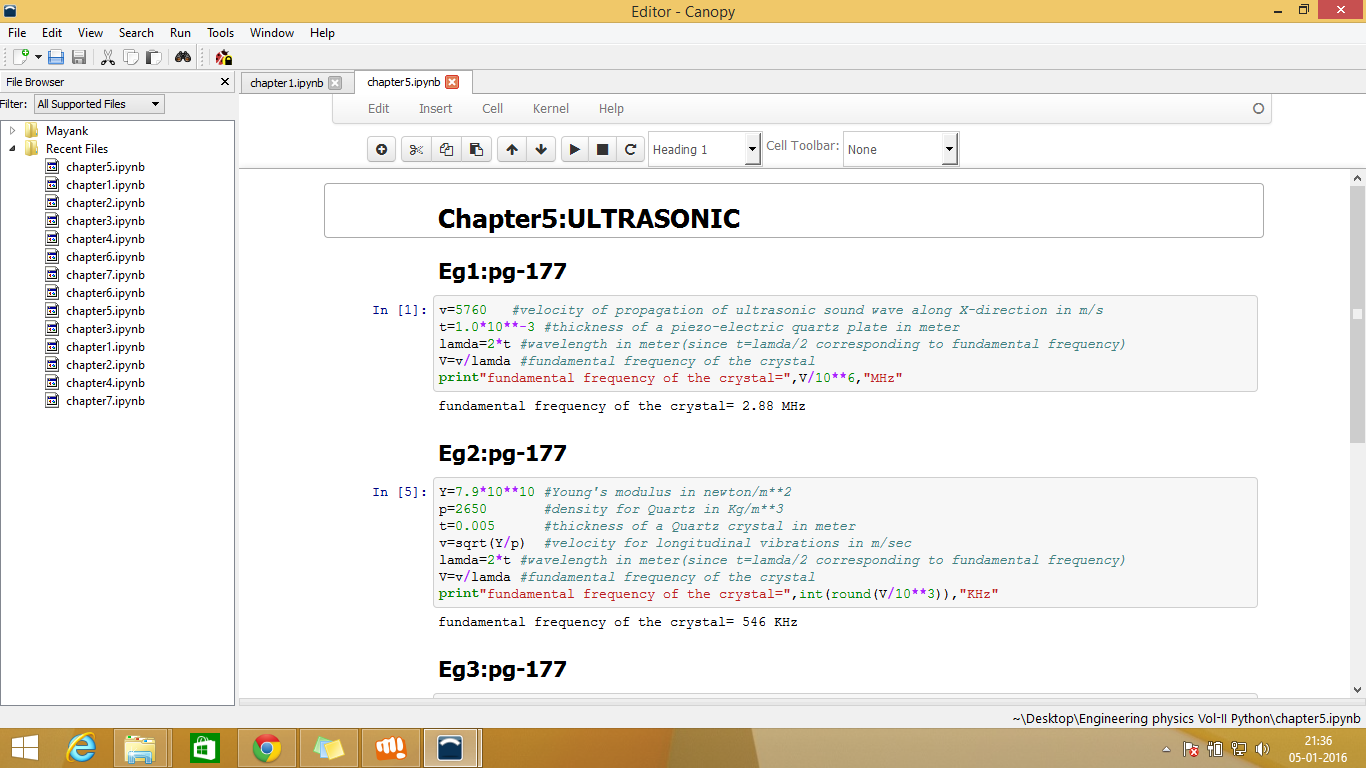 Editor - Canopy
File Edit View Search Run Tools Window Help
File Browser
Filter: All Supported Files
Mayank
Recent Files
chapter5.ipynb
chapter1.ipynb
chapter2.ipynb
chapter3.ipynb
chapter4.ipynb
chapter6.ipynb
chapter7.ipynb
chapter6.ipynb
chapter5.ipynb
chapter3.ipynb
chapter1.ipynb
chapter2.ipynb
chapter4.ipynb
chapter7.ipynb
chapter1.ipynb chapter5.ipynb
Edit Insert Cell Kernel Help
Heading 1 Cell Toolbar: None
Chapter5:ULTRASONIC
Eg1:pg-177
In [1]: v=5760 #velocity of propagation of ultrasonic sound wave along X-direction in m/s
t=1.0*10**-3 #thickness of a piezo-electric quartz plate in meter
lamda=2*t #wavelength in meter(since t=lamda/2 corresponding to fundamental frequency)
V=v/lamda #fundamental frequency of the crystal
print"fundamental frequency of the crystal=",V/10**6,"MHz"
fundamental frequency of the crystal= 2.88 MHz
Eg2:pg-177
In [5]: Y=7.9*10**10 #Young's modulus in newton/m**2
p=2650 #density for Quartz in Kg/m**3
t=0.005 #thickness of a Quartz crystal in meter
v=sqrt(Y/p) #velocity for longitudinal vibrations in m/sec
lamda=2*t #wavelength in meter(since t=lamda/2 corresponding to fundamental frequency)
V=v/lamda #fundamental frequency of the crystal
print"fundamental frequency of the crystal=",int(round(V/10**3)),"KHz"
fundamental frequency of the crystal= 546 KHz
Eg3:pg-177
~\Desktop\Engineering physics Vol-II Python\chapter5.ipynb
21:36
05-01-2016